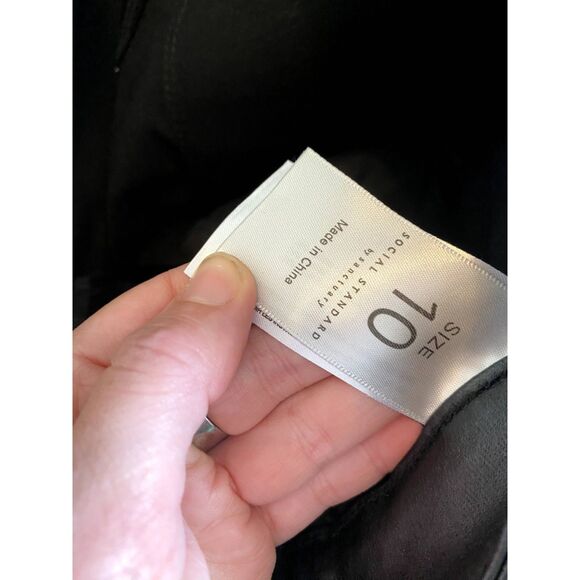 SIZE
10
SOCIAL STANDARD
by sanctuary
Made in China